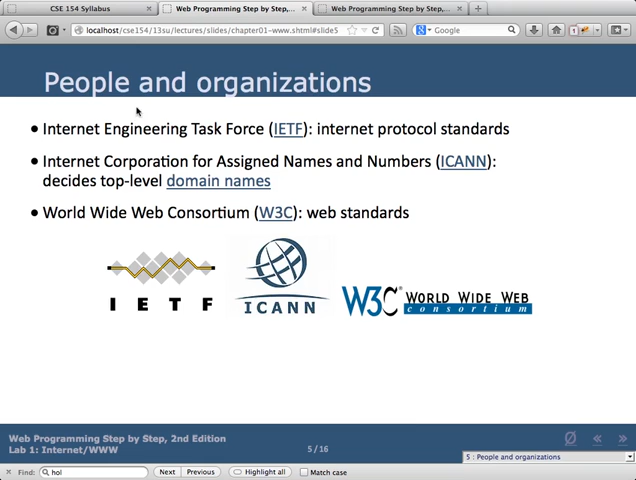 CSE 154 Syllabus
Web Programming Step by Step,...
Web Programming Step by Step,...
localhost/cse154/13su/lectures/slides/chapter01-www.shtml#slide5
Google
People and organizations
• Internet Engineering Task Force (IETF): internet protocol standards
• Internet Corporation for Assigned Names and Numbers (ICANN):
decides top-level domain names
• World Wide Web Consortium (W3C): web standards
IETF
ICANN
W3C® WORLD WIDE WEB
consortium
Web Programming Step by Step, 2nd Edition
Lab 1: Internet/WWW
5 / 16
5 : People and organizations
Find: hol Next Previous Highlight all Match case